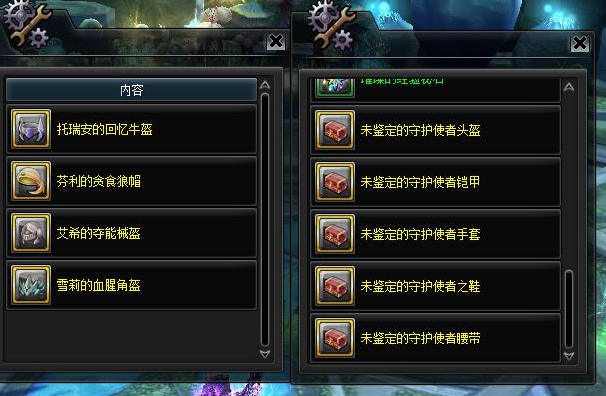 内容
托瑞安的回忆牛盔
芬利的贪食狼帽
艾希的夺能械盔
雪莉的血腥角盔
未鉴定的守护使者头盔
未鉴定的守护使者铠甲
未鉴定的守护使者手套
未鉴定的守护使者之鞋
未鉴定的守护使者腰带